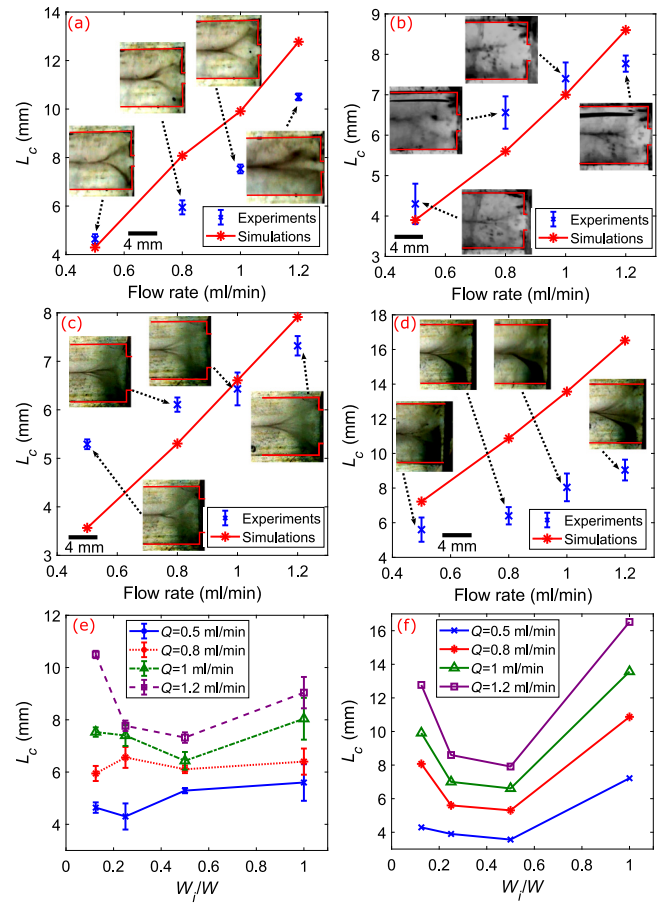 (a)
14
12
10
8
6
4
0.4
0.6
0.8
1
1.2
L_c (mm)
Flow rate (ml/min)
4 mm
Experiments
Simulations
(b)
9
8
7
6
5
4
3
0.4
0.6
0.8
1
1.2
L_c (mm)
Flow rate (ml/min)
4 mm
Experiments
Simulations
(c)
8
7
6
5
4
3
0.4
0.6
0.8
1
1.2
L_c (mm)
Flow rate (ml/min)
4 mm
Experiments
Simulations
(d)
18
16
14
12
10
8
6
4
0.4
0.6
0.8
1
1.2
L_c (mm)
Flow rate (ml/min)
4 mm
Experiments
Simulations
(e)
12
10
8
6
4
0
0.2
0.4
0.6
0.8
1
L_c (mm)
W_i/W
Q=0.5 ml/min
Q=0.8 ml/min
Q=1 ml/min
Q=1.2 ml/min
(f)
16
14
12
10
8
6
4
0
0.2
0.4
0.6
0.8
1
L_c (mm)
W_i/W
Q=0.5 ml/min
Q=0.8 ml/min
Q=1 ml/min
Q=1.2 ml/min